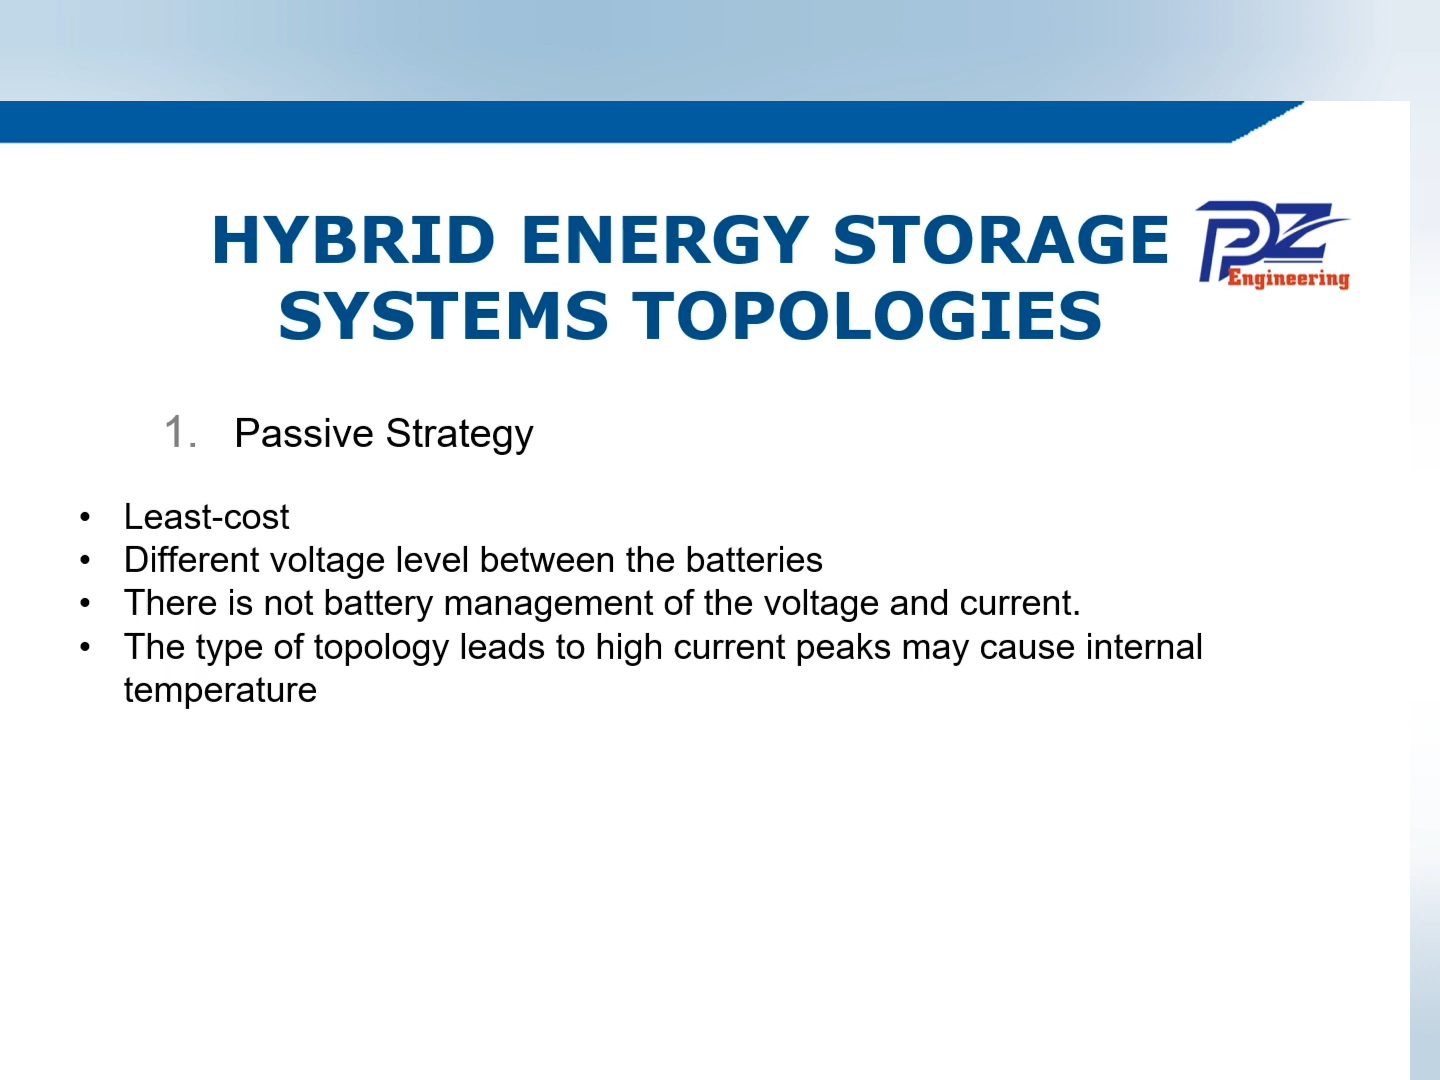 HYBRID ENERGY STORAGE
SYSTEMS TOPOLOGIES
PPZ
Engineering
1. Passive Strategy
• Least-cost
• Different voltage level between the batteries
• There is not battery management of the voltage and current.
• The type of topology leads to high current peaks may cause internal
temperature